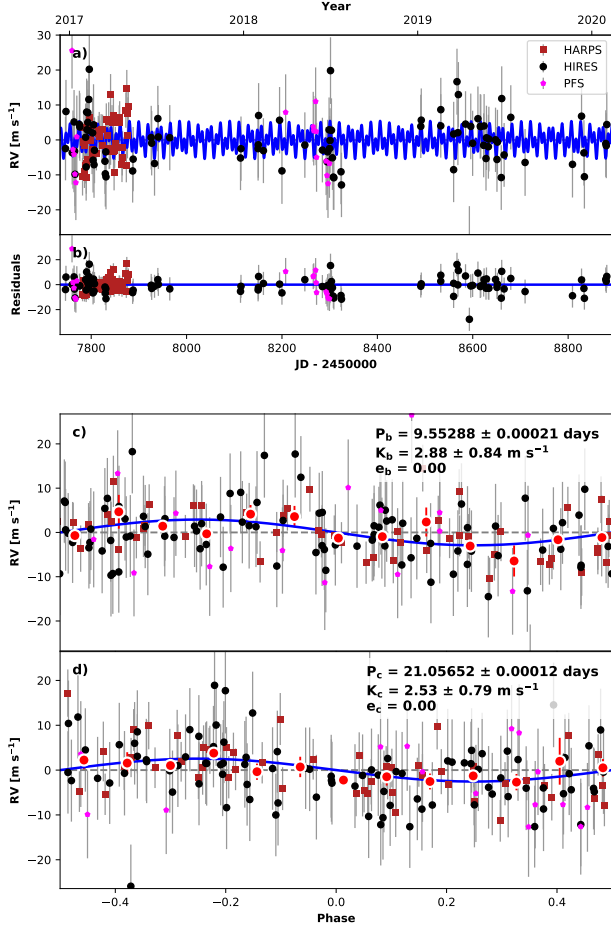 Year
2017 2018 2019 2020
a)
HARPS
HIRES
PFS
30
20
10
0
−10
−20
RV [m s⁻¹]
b)
20
0
−20
Residuals
7800 8000 8200 8400 8600 8800
JD - 2450000
c)
P_b = 9.55288 ± 0.00021 days
K_b = 2.88 ± 0.84 m s⁻¹
e_b = 0.00
20
10
0
−10
−20
RV [m s⁻¹]
d)
P_c = 21.05652 ± 0.00012 days
K_c = 2.53 ± 0.79 m s⁻¹
e_c = 0.00
20
10
0
−10
−20
RV [m s⁻¹]
−0.4 −0.2 0.0 0.2 0.4
Phase